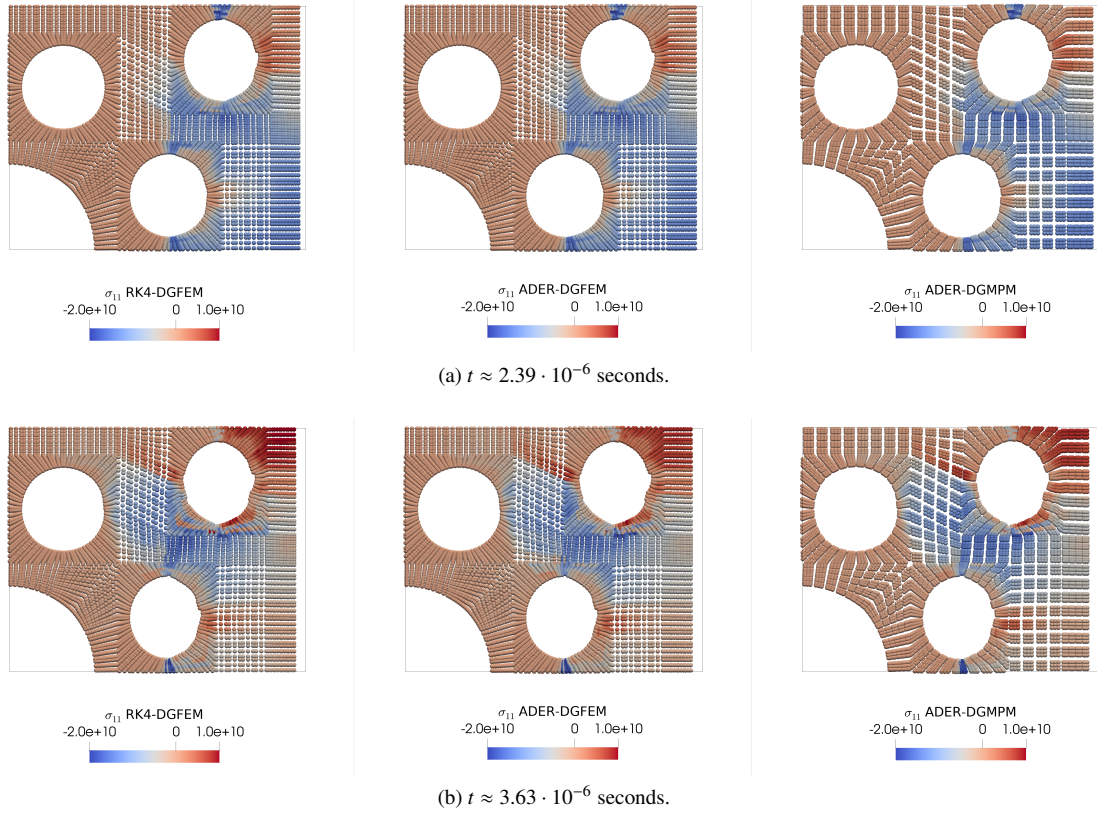 σ₁₁ RK4-DGFEM
-2.0e+10 0 1.0e+10
σ₁₁ ADER-DGFEM
-2.0e+10 0 1.0e+10
σ₁₁ ADER-DGMPM
-2.0e+10 0 1.0e+10
(a) t ≈ 2.39 · 10⁻⁶ seconds.
σ₁₁ RK4-DGFEM
-2.0e+10 0 1.0e+10
σ₁₁ ADER-DGFEM
-2.0e+10 0 1.0e+10
σ₁₁ ADER-DGMPM
-2.0e+10 0 1.0e+10
(b) t ≈ 3.63 · 10⁻⁶ seconds.